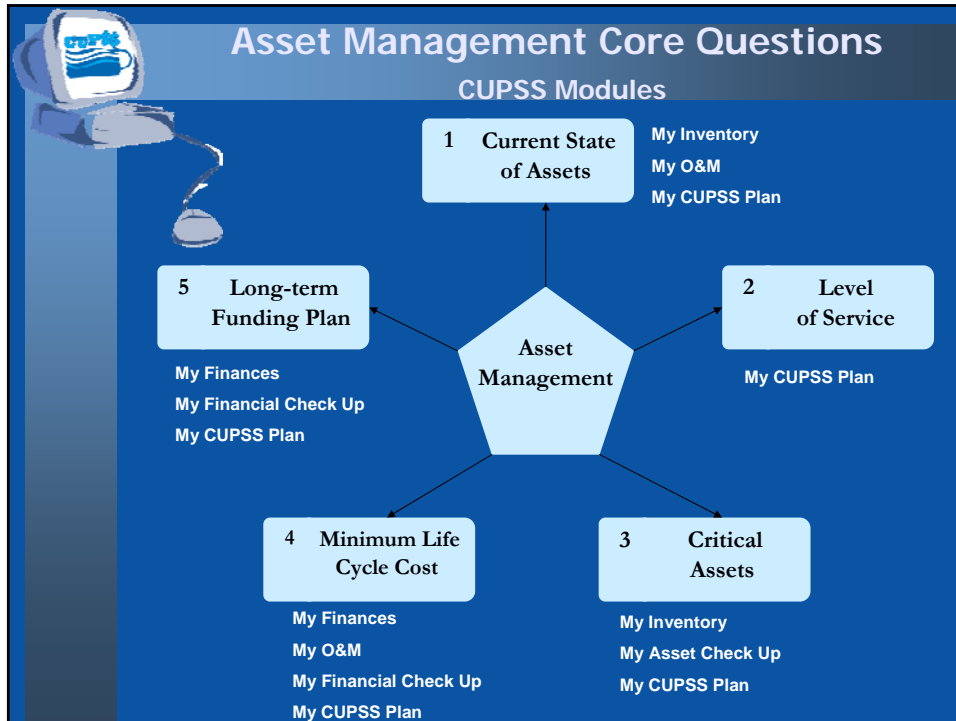 CUPSS
Asset Management Core Questions
CUPSS Modules
1 Current State
of Assets
My Inventory
My O&M
My CUPSS Plan
2 Level
of Service
My CUPSS Plan
3 Critical
Assets
My Inventory
My Asset Check Up
My CUPSS Plan
4 Minimum Life
Cycle Cost
My Finances
My O&M
My Financial Check Up
My CUPSS Plan
5 Long-term
Funding Plan
My Finances
My Financial Check Up
My CUPSS Plan
Asset
Management